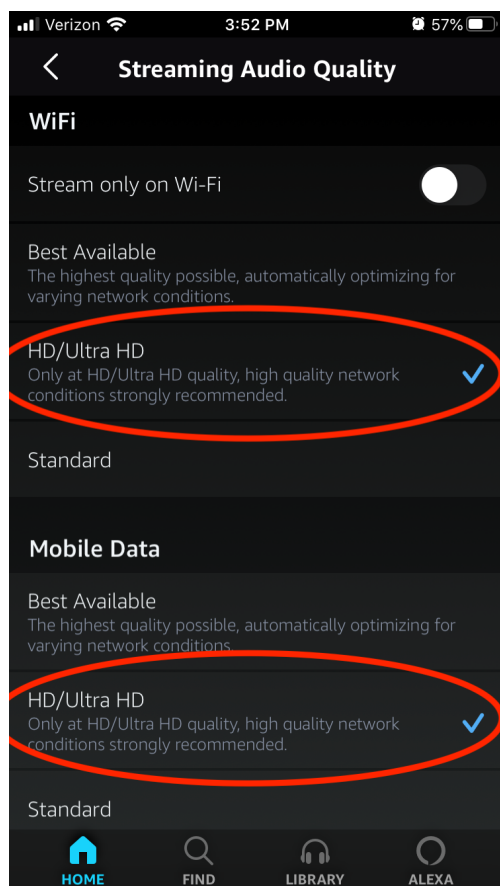 Verizon 3:52 PM 57%
Streaming Audio Quality
WiFi
Stream only on Wi-Fi
Best Available
The highest quality possible, automatically optimizing for
varying network conditions.
HD/Ultra HD
Only at HD/Ultra HD quality, high quality network
conditions strongly recommended.
Standard
Mobile Data
Best Available
The highest quality possible, automatically optimizing for
varying network conditions.
HD/Ultra HD
Only at HD/Ultra HD quality, high quality network
conditions strongly recommended.
Standard
HOME FIND LIBRARY ALEXA